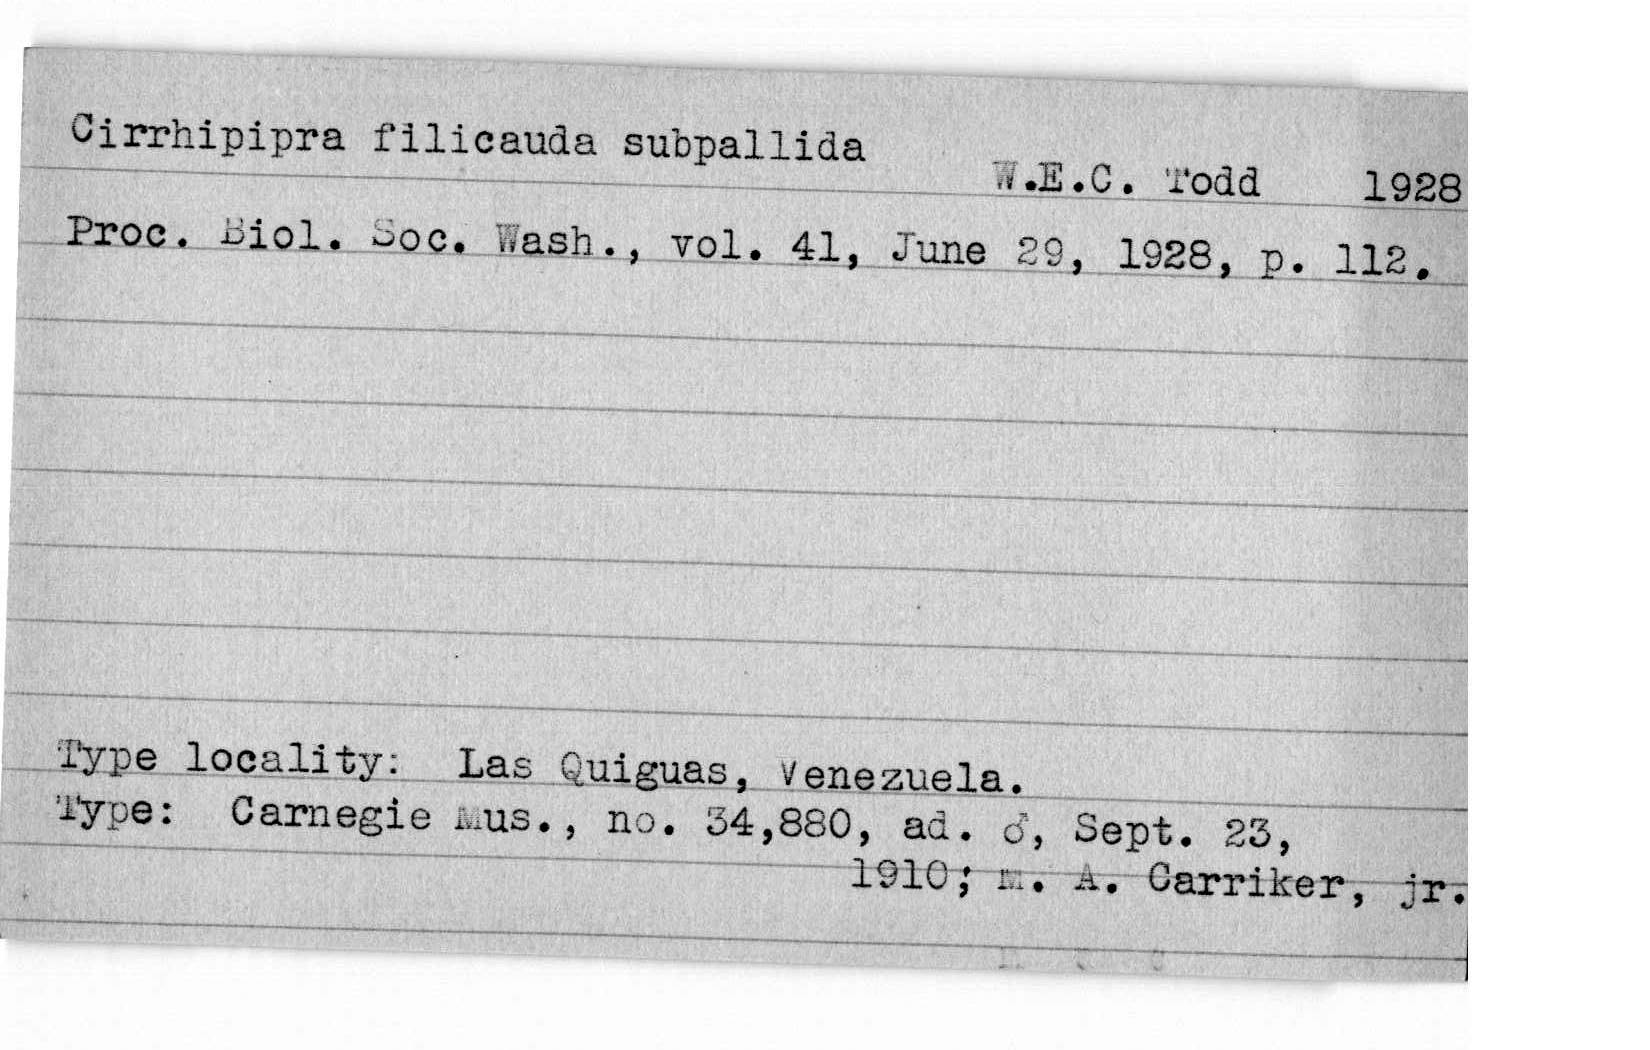 Cirrhipipra filicauda subpallida
W.E.C. Todd 1928
Proc. Biol. Soc. Wash., vol. 41, June 29, 1928, p. 112.
Type locality: Las Quiguas, Venezuela.
Type: Carnegie Mus., no. 34,880, ad. ♂, Sept. 23,
1910; M. A. Carriker, jr.